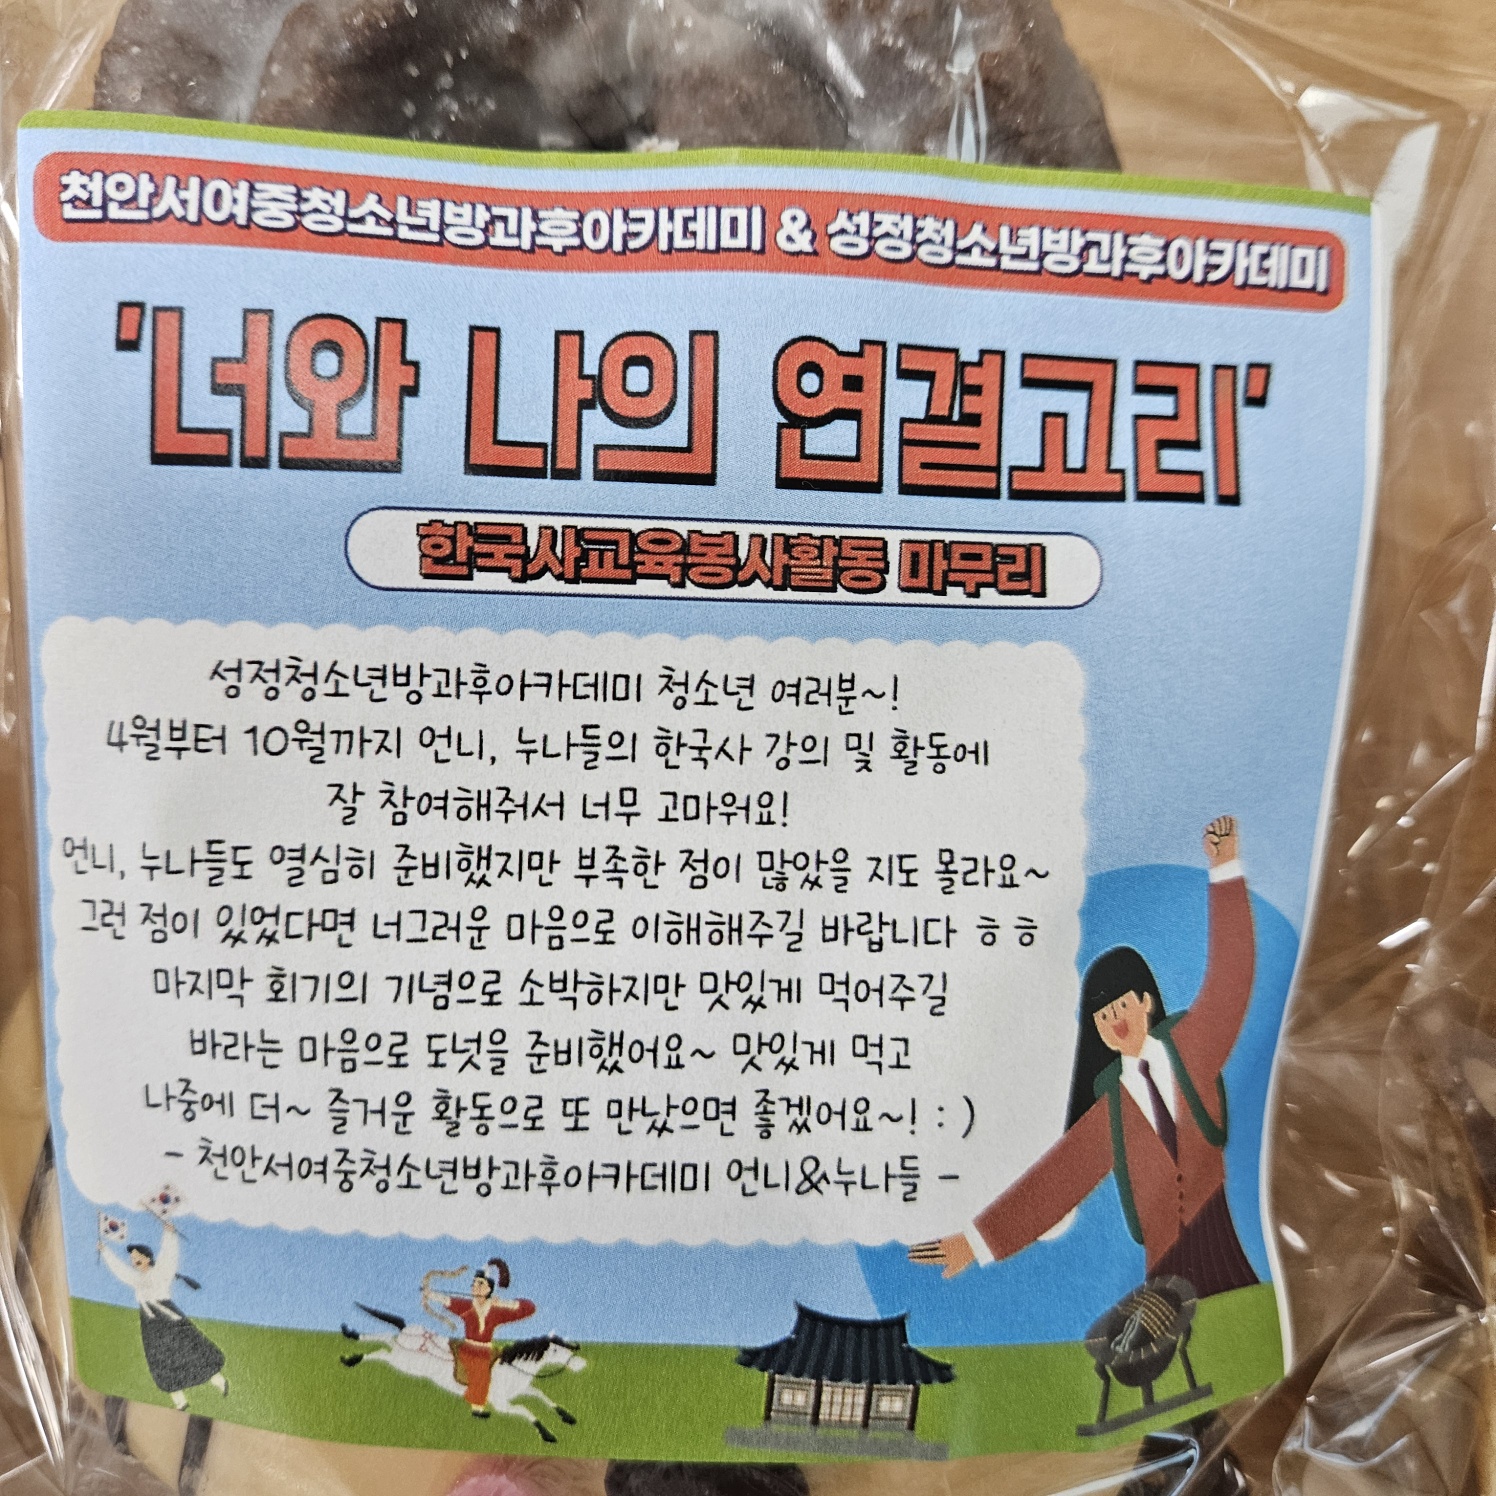 천안서여중청소년방과후아카데미 & 성정청소년방과후아카데미
'너와 나의 연결고리'
한국사교육봉사활동 마무리
성정청소년방과후아카데미 청소년 여러분~!
4월부터 10월까지 언니, 누나들의 한국사 강의 및 활동에
잘 참여해줘서 너무 고마워요!
언니, 누나들도 열심히 준비했지만 부족한 점이 많았을 지도 몰라요~
그런 점이 있었다면 너그러운 마음으로 이해해주길 바랍니다 ㅎㅎ
마지막 회기의 기념으로 소박하지만 맛있게 먹어주길
바라는 마음으로 도넛을 준비했어요~ 맛있게 먹고
나중에 더~ 즐거운 활동으로 또 만났으면 좋겠어요~! : )
- 천안서여중청소년방과후아카데미 언니&누나들 -